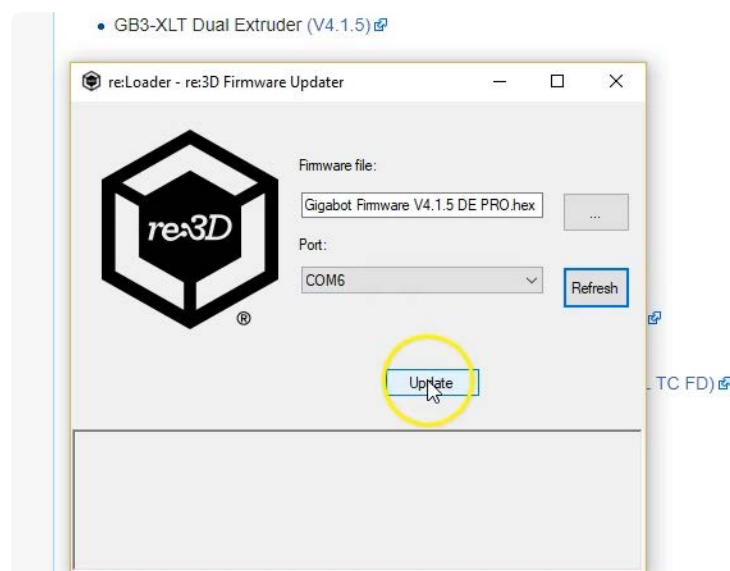 GB3-XLT Dual Extruder (V4.1.5)
re:Loader - re:3D Firmware Updater
Firmware file:
Gigabot Firmware V4.1.5 DE PRO.hex
...
re:3D
®
Port:
COM6
Refresh
Update
TC FD)